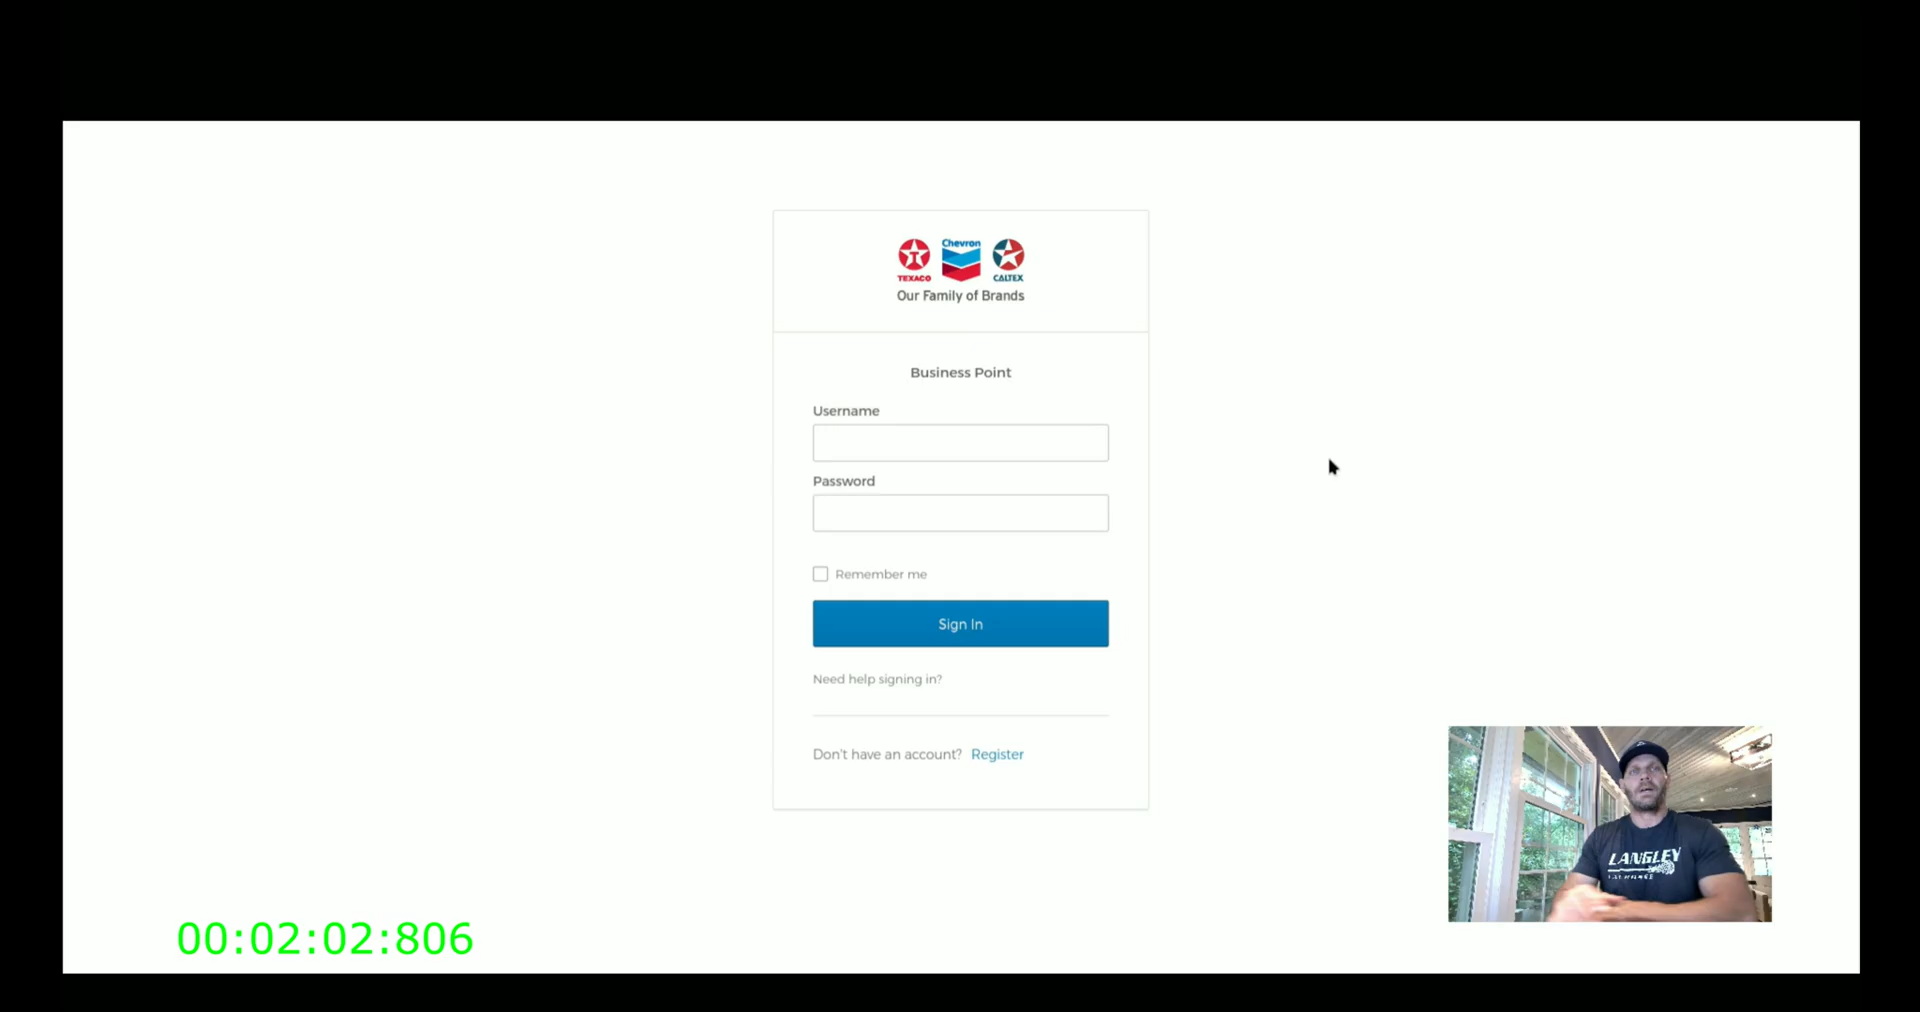 TEXACO
Chevron
CALTEX
Our Family of Brands
Business Point
Username
Password
Remember me
Sign In
Need help signing in?
Don't have an account? Register
LANGLEY
00:02:02:806